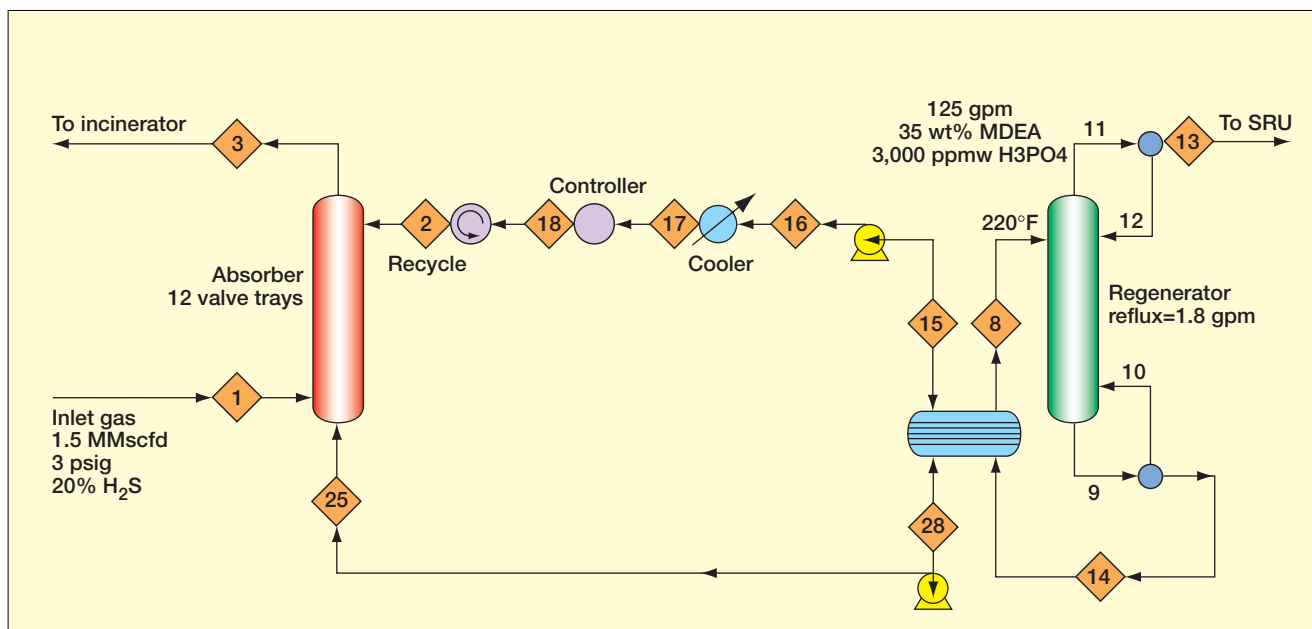 125 gpm
35 wt% MDEA
3,000 ppmw H3PO4
11
13
To SRU
To incinerator
3
Controller
2
18
17
16
220°F
12
Recycle
Cooler
Absorber
12 valve trays
Regenerator
reflux=1.8 gpm
15
8
10
1
Inlet gas
1.5 MMscfd
3 psig
20% H₂S
25
9
28
14